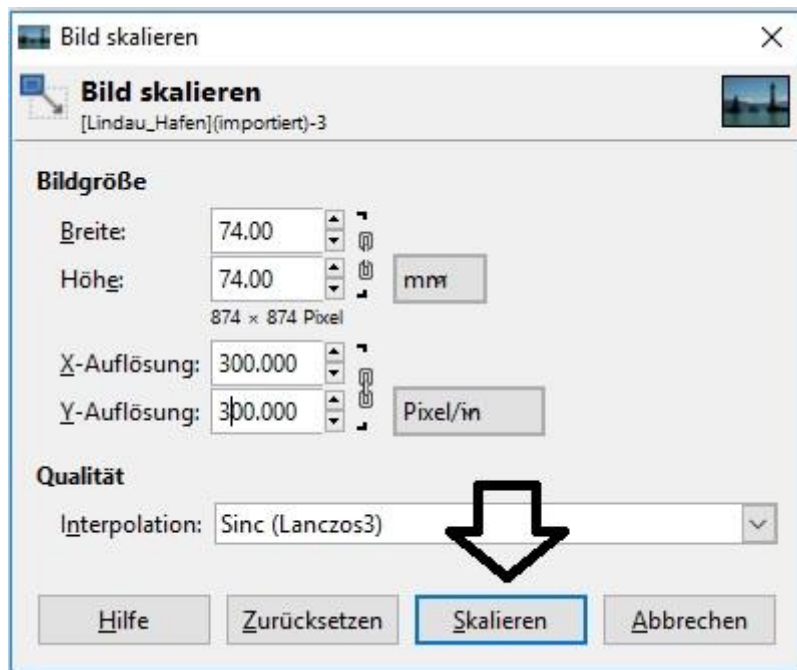 Bild skalieren
Bild skalieren
[Lindau_Hafen](importiert)-3
Bildgröße
Breite: 74.00
Höhe: 74.00 mm
874 × 874 Pixel
X-Auflösung: 300.000
Y-Auflösung: 300.000 Pixel/in
Qualität
Interpolation: Sinc (Lanczos3)
Hilfe Zurücksetzen Skalieren Abbrechen